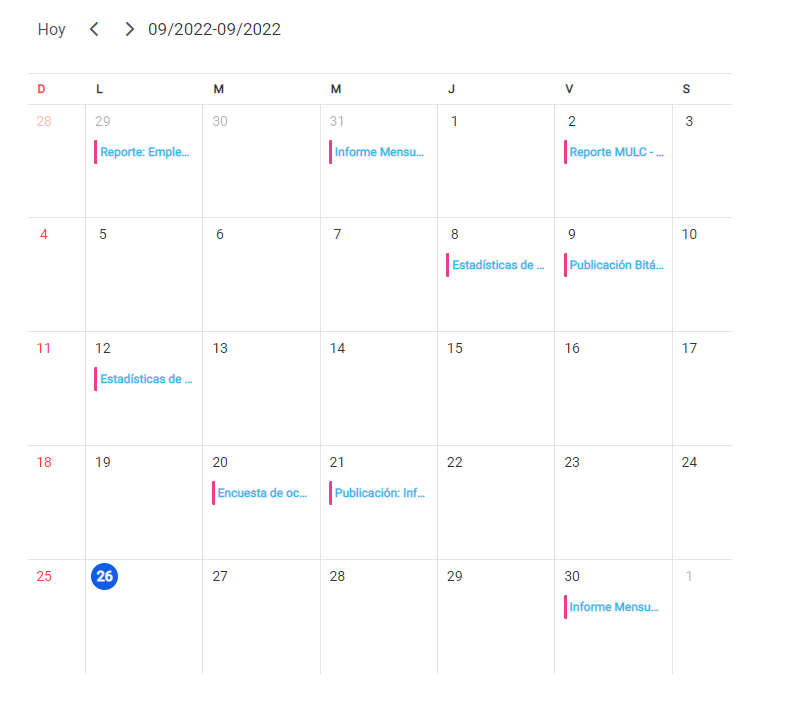 Hoy 09/2022-09/2022
D L M M J V S
28 29 30 31 1 2 3
Reporte: Emple... Informe Mensu... Reporte MULC - ...
4 5 6 7 8 9 10
Estadísticas de ... Publicación Bitá...
11 12 13 14 15 16 17
Estadísticas de ...
18 19 20 21 22 23 24
Encuesta de oc... Publicación: Inf...
25 26 27 28 29 30 1
Informe Mensu...